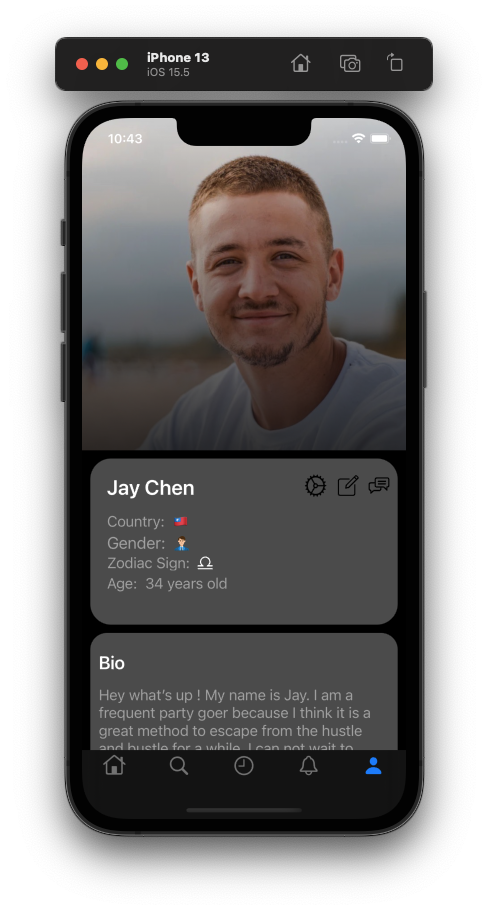 iPhone 13
iOS 15.5
10:43
Jay Chen
Country: 🇹🇼
Gender: 🤵🏼‍♂️
Zodiac Sign: ♎︎
Age: 34 years old
Bio
Hey what's up ! My name is Jay. I am a
frequent party goer because I think it is a
great method to escape from the hustle
and hustle for a while. I can not wait to